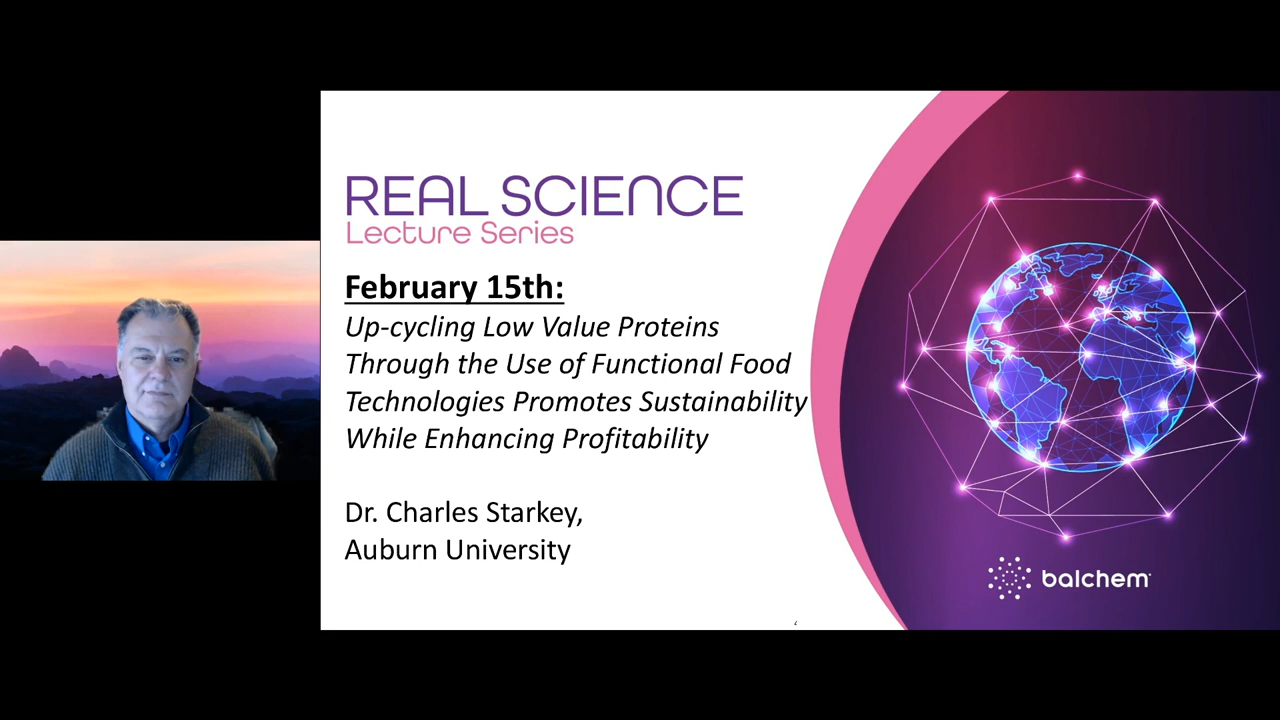 REAL SCIENCE
Lecture Series
February 15th:
Up-cycling Low Value Proteins
Through the Use of Functional Food
Technologies Promotes Sustainability
While Enhancing Profitability
Dr. Charles Starkey,
Auburn University
balchem